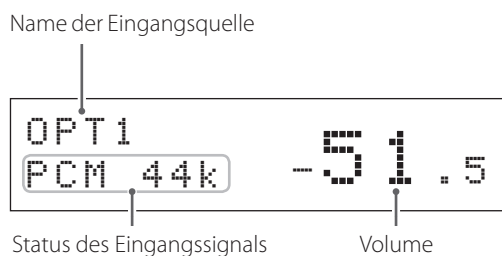 Name der Eingangsquelle
OPT1
PCM 44k
-51.5
Status des Eingangssignals
Volume